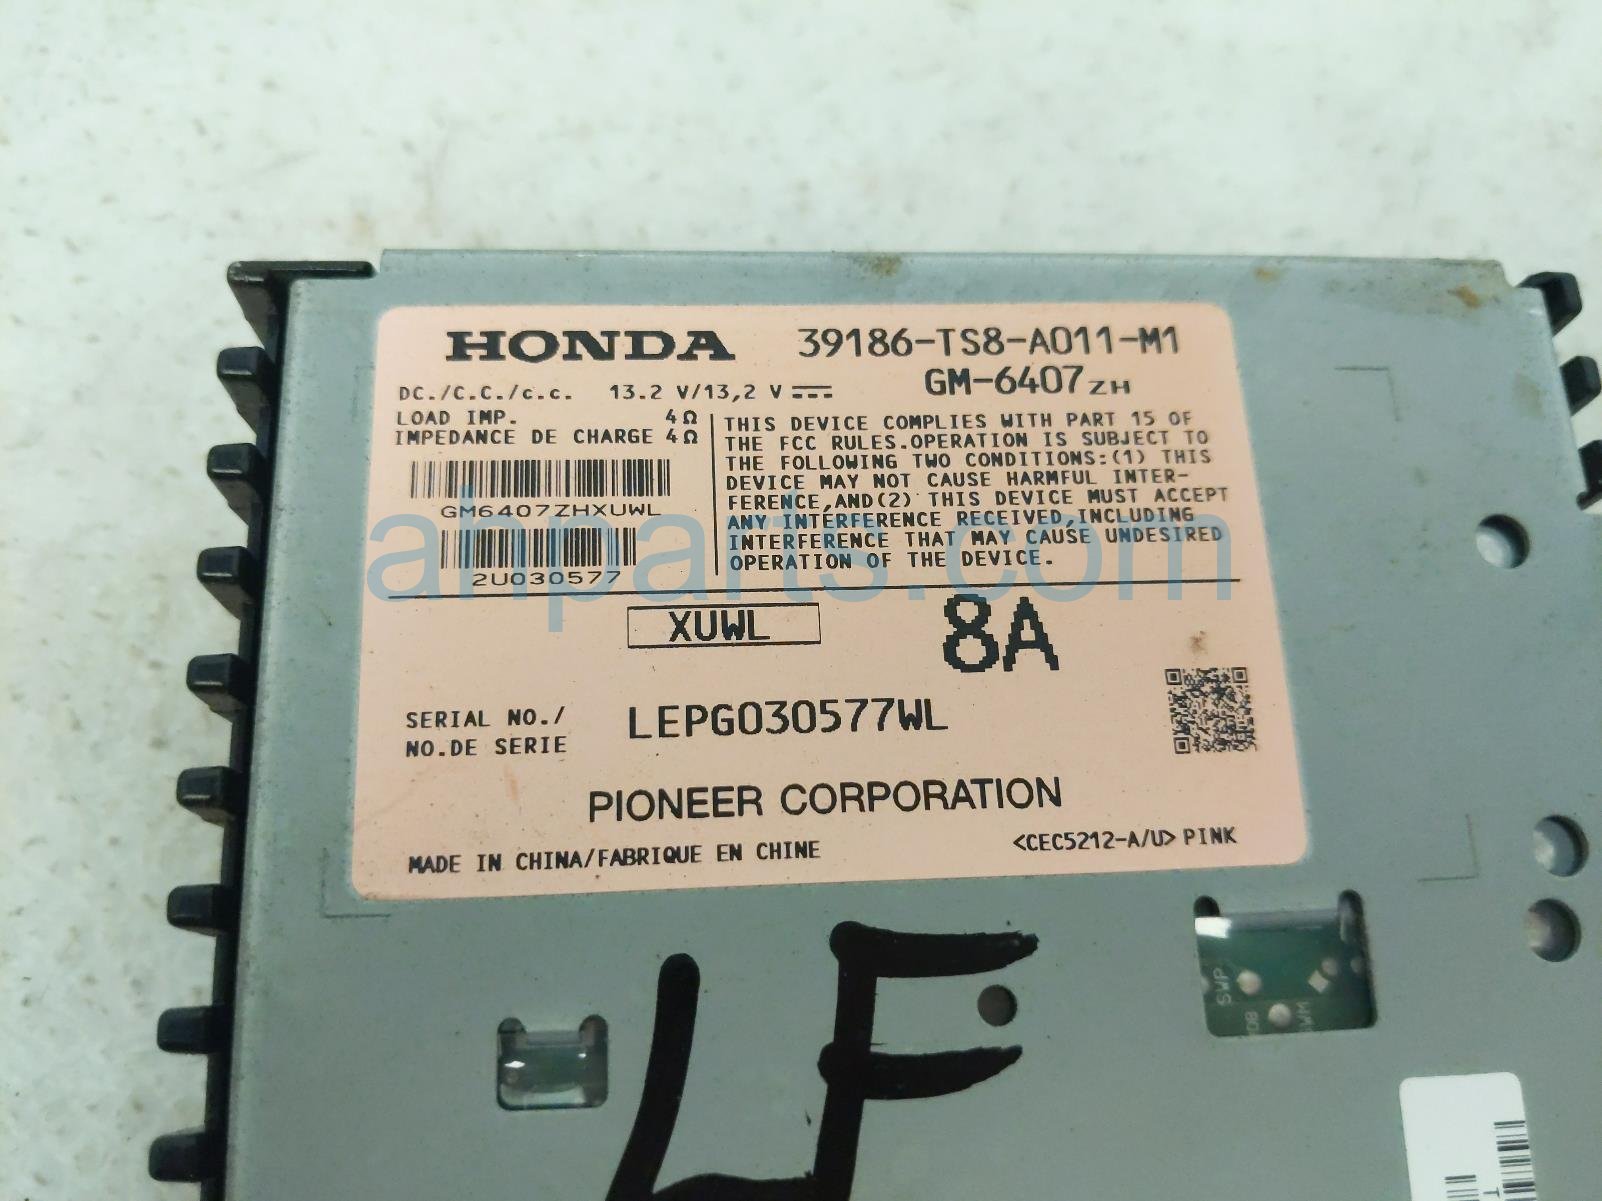 HONDA 39186-TS8-A011-M1
GM-6407ZH
DC./C.C./c.c. 13.2 V/13,2 V
LOAD IMP. 4Ω
IMPEDANCE DE CHARGE 4Ω
GM6407ZHXUWL
2U030577
THIS DEVICE COMPLIES WITH PART 15 OF
THE FCC RULES.OPERATION IS SUBJECT TO
THE FOLLOWING TWO CONDITIONS:(1) THIS
DEVICE MAY NOT CAUSE HARMFUL INTER-
FERENCE,AND(2) THIS DEVICE MUST ACCEPT
ANY INTERFERENCE RECEIVED,INCLUDING
INTERFERENCE THAT MAY CAUSE UNDESIRED
OPERATION OF THE DEVICE.
ahparts.com
XUWL
8A
SERIAL NO./
NO.DE SERIE
LEPG030577WL
PIONEER CORPORATION
MADE IN CHINA/FABRIQUE EN CHINE
<CEC5212-A/U> PINK
SWP